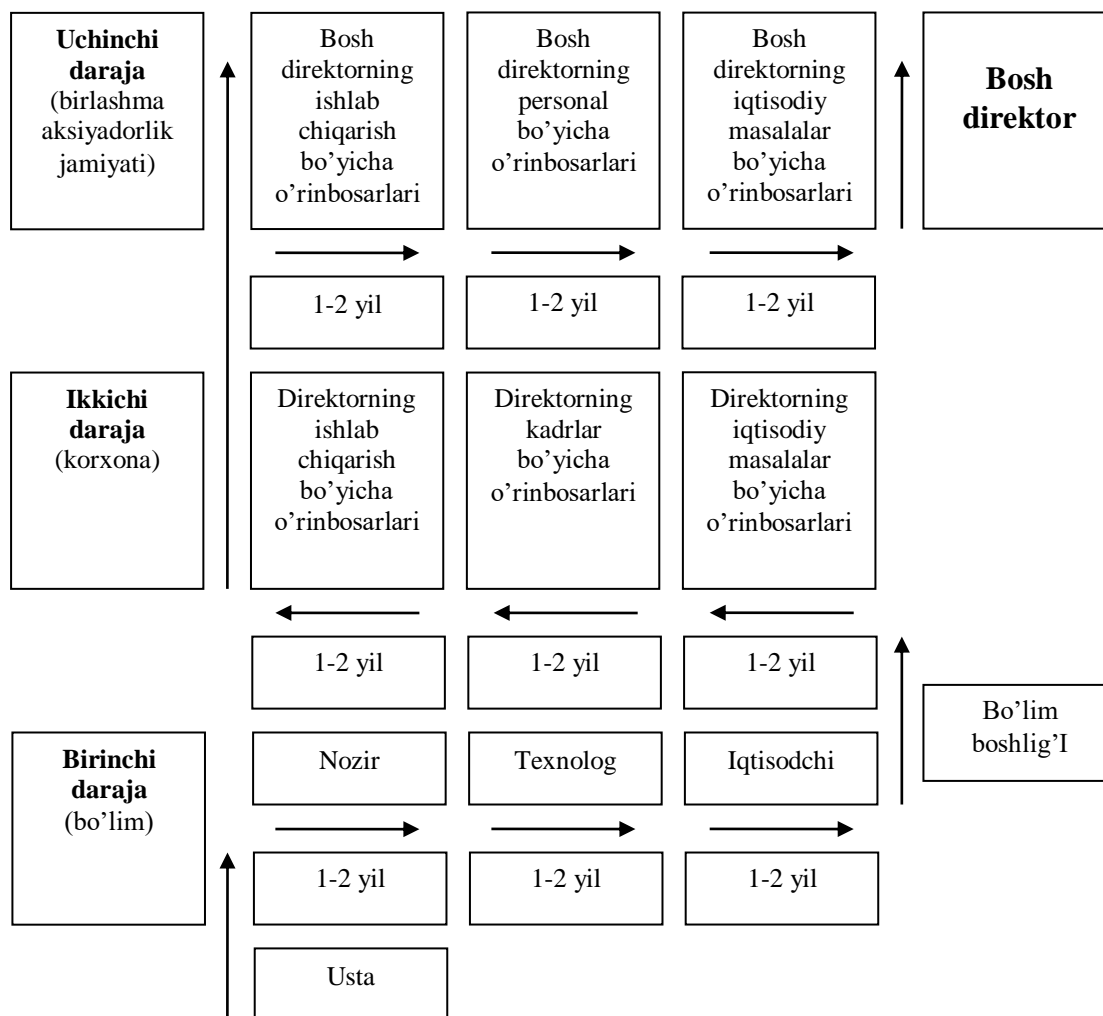 Uchinchi
daraja
(birlashma
aksiyadorlik
jamiyati)
Bosh
direktorning
ishlab
chiqarish
bo’yicha
o’rinbosarlari
Bosh
direktorning
personal
bo’yicha
o’rinbosarlari
Bosh
direktorning
iqtisodiy
masalalar
bo’yicha
o’rinbosarlari
Bosh
direktor
1-2 yil
1-2 yil
1-2 yil
Ikkichi
daraja
(korxona)
Direktorning
ishlab
chiqarish
bo’yicha
o’rinbosarlari
Direktorning
kadrlar
bo’yicha
o’rinbosarlari
Direktorning
iqtisodiy
masalalar
bo’yicha
o’rinbosarlari
1-2 yil
1-2 yil
1-2 yil
Bo’lim
boshlig’I
Birinchi
daraja
(bo’lim)
Nozir
Texnolog
Iqtisodchi
1-2 yil
1-2 yil
1-2 yil
Usta